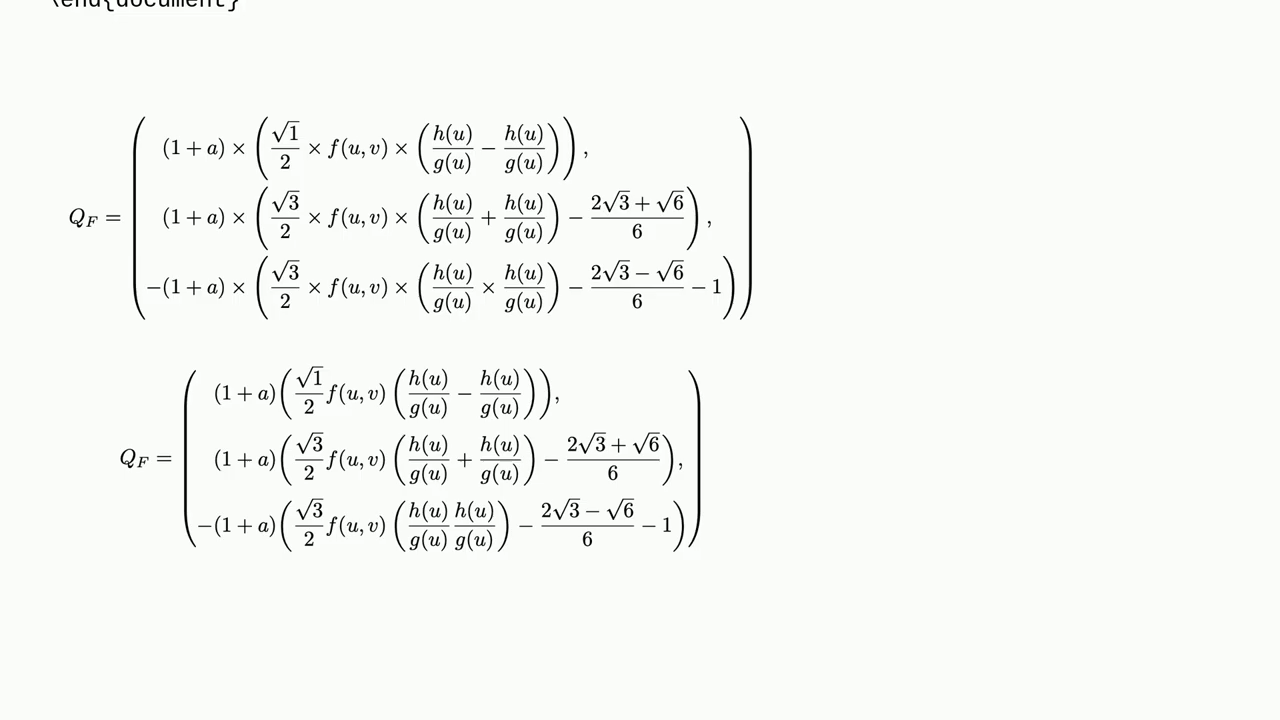 \end{document}
(1 + a) × (√1/2 × f(u, v) × (h(u)/g(u) − h(u)/g(u))),
Q_F = (1 + a) × (√3/2 × f(u, v) × (h(u)/g(u) + h(u)/g(u)) − (2√3 + √6)/6),
−(1 + a) × (√3/2 × f(u, v) × (h(u)/g(u) × h(u)/g(u)) − (2√3 − √6)/6 − 1)
(1 + a)(√1/2 f(u, v) (h(u)/g(u) − h(u)/g(u))),
Q_F = (1 + a)(√3/2 f(u, v) (h(u)/g(u) + h(u)/g(u)) − (2√3 + √6)/6),
−(1 + a)(√3/2 f(u, v) (h(u)/g(u) h(u)/g(u)) − (2√3 − √6)/6 − 1)